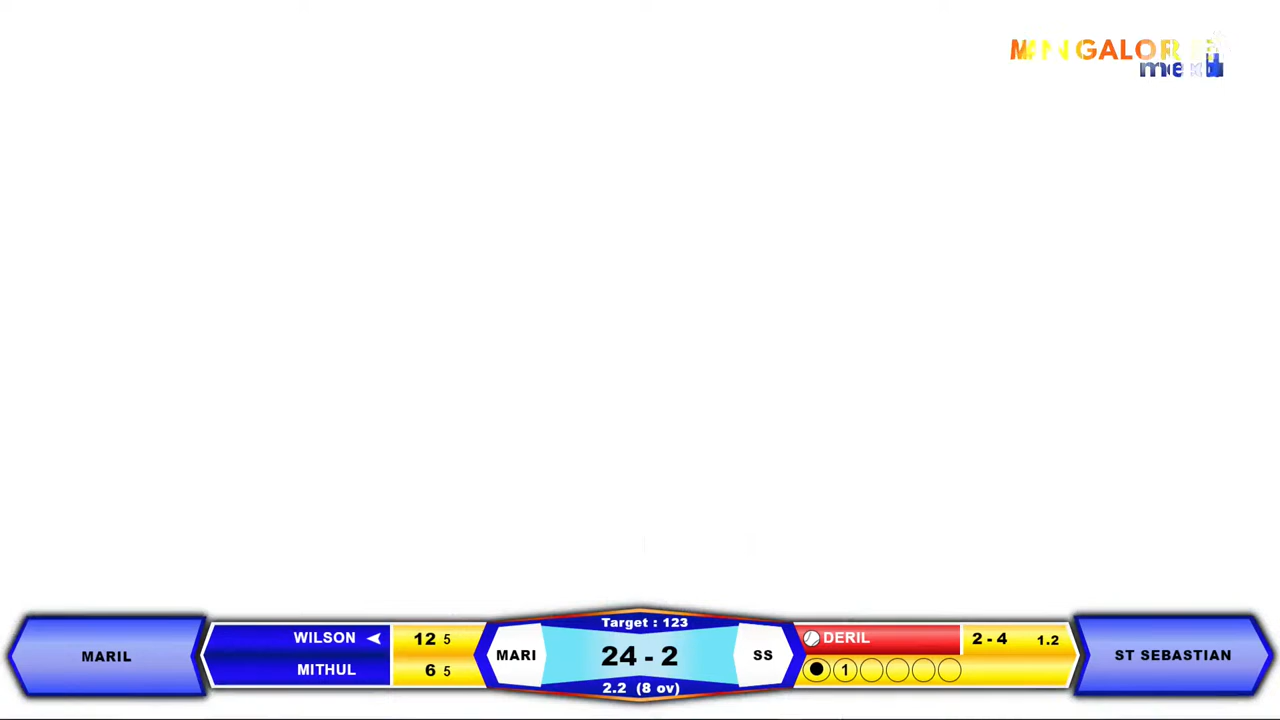 MANGALORE
MARIL
WILSON 12 5
MITHUL 6 5
MARI
Target : 123
24 - 2
2.2 (8 ov)
SS
DERIL 2 - 4 1.2
1
ST SEBASTIAN